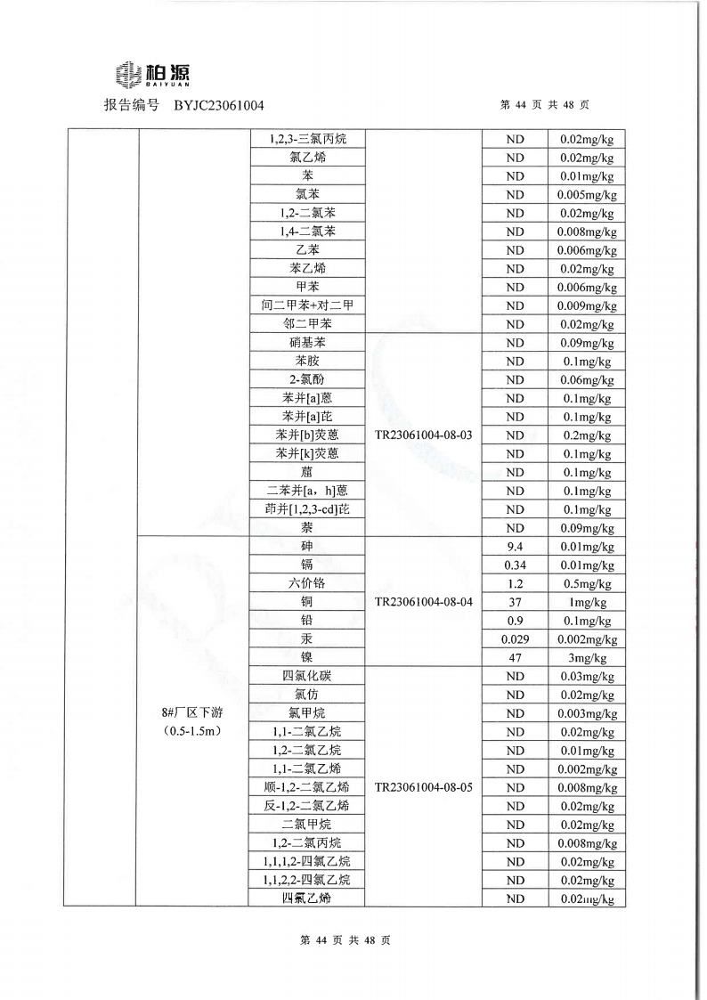 柏源
BAIYUAN
报告编号 BYJC23061004 第 44 页 共 48 页
1,2,3-三氯丙烷 ND 0.02mg/kg
氯乙烯 ND 0.02mg/kg
苯 ND 0.01mg/kg
氯苯 ND 0.005mg/kg
1,2-二氯苯 ND 0.02mg/kg
1,4-二氯苯 ND 0.008mg/kg
乙苯 ND 0.006mg/kg
苯乙烯 ND 0.02mg/kg
甲苯 ND 0.006mg/kg
间二甲苯+对二甲 ND 0.009mg/kg
邻二甲苯 ND 0.02mg/kg
硝基苯 ND 0.09mg/kg
苯胺 ND 0.1mg/kg
2-氯酚 ND 0.06mg/kg
苯并[a]蒽 ND 0.1mg/kg
苯并[a]芘 ND 0.1mg/kg
苯并[b]荧蒽 TR23061004-08-03 ND 0.2mg/kg
苯并[k]荧蒽 ND 0.1mg/kg
䓛 ND 0.1mg/kg
二苯并[a，h]蒽 ND 0.1mg/kg
茚并[1,2,3-cd]芘 ND 0.1mg/kg
萘 ND 0.09mg/kg
砷 9.4 0.01mg/kg
镉 0.34 0.01mg/kg
六价铬 1.2 0.5mg/kg
铜 TR23061004-08-04 37 1mg/kg
铅 0.9 0.1mg/kg
汞 0.029 0.002mg/kg
镍 47 3mg/kg
四氯化碳 ND 0.03mg/kg
氯仿 ND 0.02mg/kg
8#厂区下游 氯甲烷 ND 0.003mg/kg
（0.5-1.5m） 1,1-二氯乙烷 ND 0.02mg/kg
1,2-二氯乙烷 ND 0.01mg/kg
1,1-二氯乙烯 ND 0.002mg/kg
顺-1,2-二氯乙烯 TR23061004-08-05 ND 0.008mg/kg
反-1,2-二氯乙烯 ND 0.02mg/kg
二氯甲烷 ND 0.02mg/kg
1,2-二氯丙烷 ND 0.008mg/kg
1,1,1,2-四氯乙烷 ND 0.02mg/kg
1,1,2,2-四氯乙烷 ND 0.02mg/kg
四氯乙烯 ND 0.02mg/kg
第 44 页 共 48 页